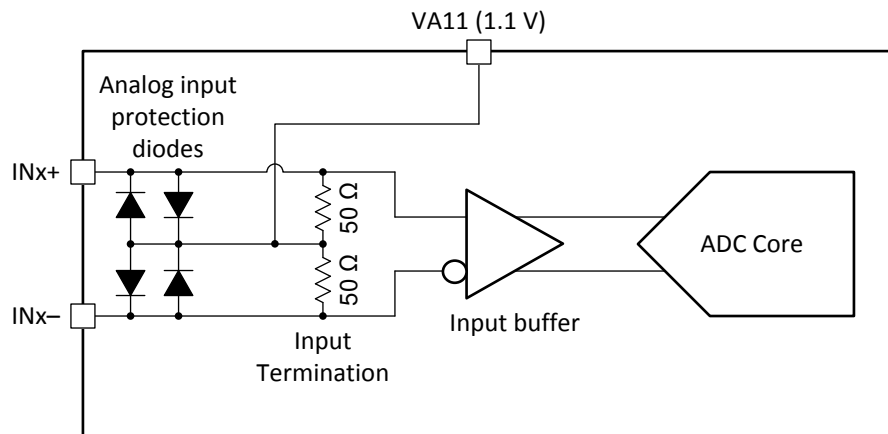 VA11 (1.1 V)
Analog input
protection
diodes
INx+
50 Ω
50 Ω
ADC Core
INx–
Input buffer
Input
Termination